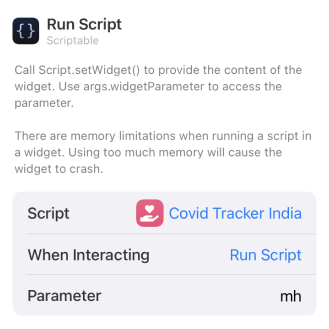 Run Script
Scriptable
Call Script.setWidget() to provide the content of the
widget. Use args.widgetParameter to access the
parameter.
There are memory limitations when running a script in
a widget. Using too much memory will cause the
widget to crash.
Script Covid Tracker India
When Interacting Run Script
Parameter mh